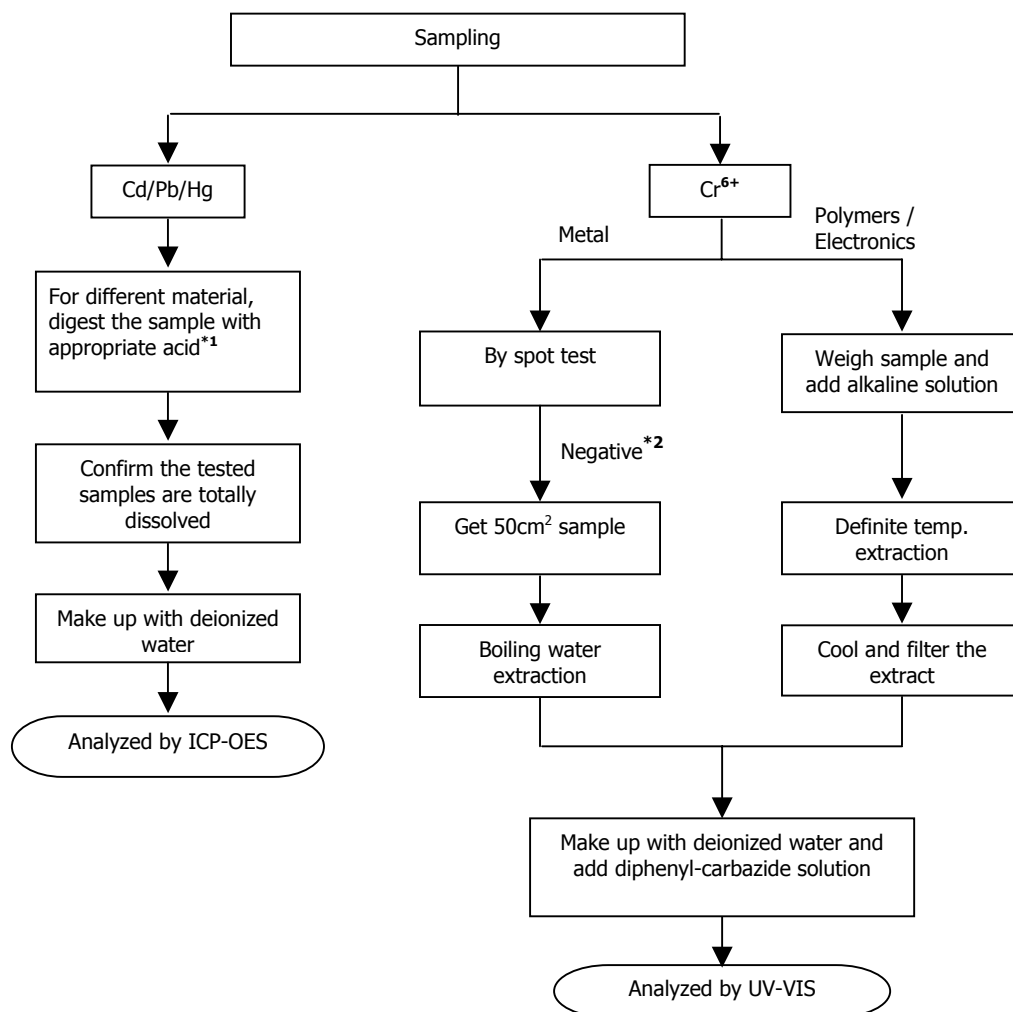 Sampling
Cd/Pb/Hg
For different material,
digest the sample with
appropriate acid*1
Confirm the tested
samples are totally
dissolved
Make up with deionized
water
Analyzed by ICP-OES
Cr6+
Metal
Polymers /
Electronics
By spot test
Negative*2
Get 50cm2 sample
Boiling water
extraction
Weigh sample and
add alkaline solution
Definite temp.
extraction
Cool and filter the
extract
Make up with deionized water and
add diphenyl-carbazide solution
Analyzed by UV-VIS